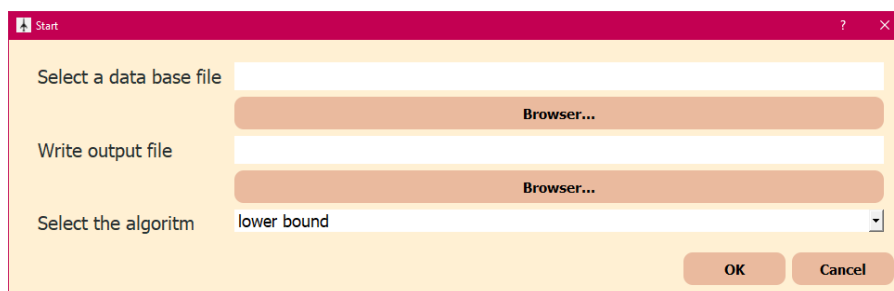 Start ?
Select a data base file
Browser...
Write output file
Browser...
Select the algoritm lower bound
OK Cancel